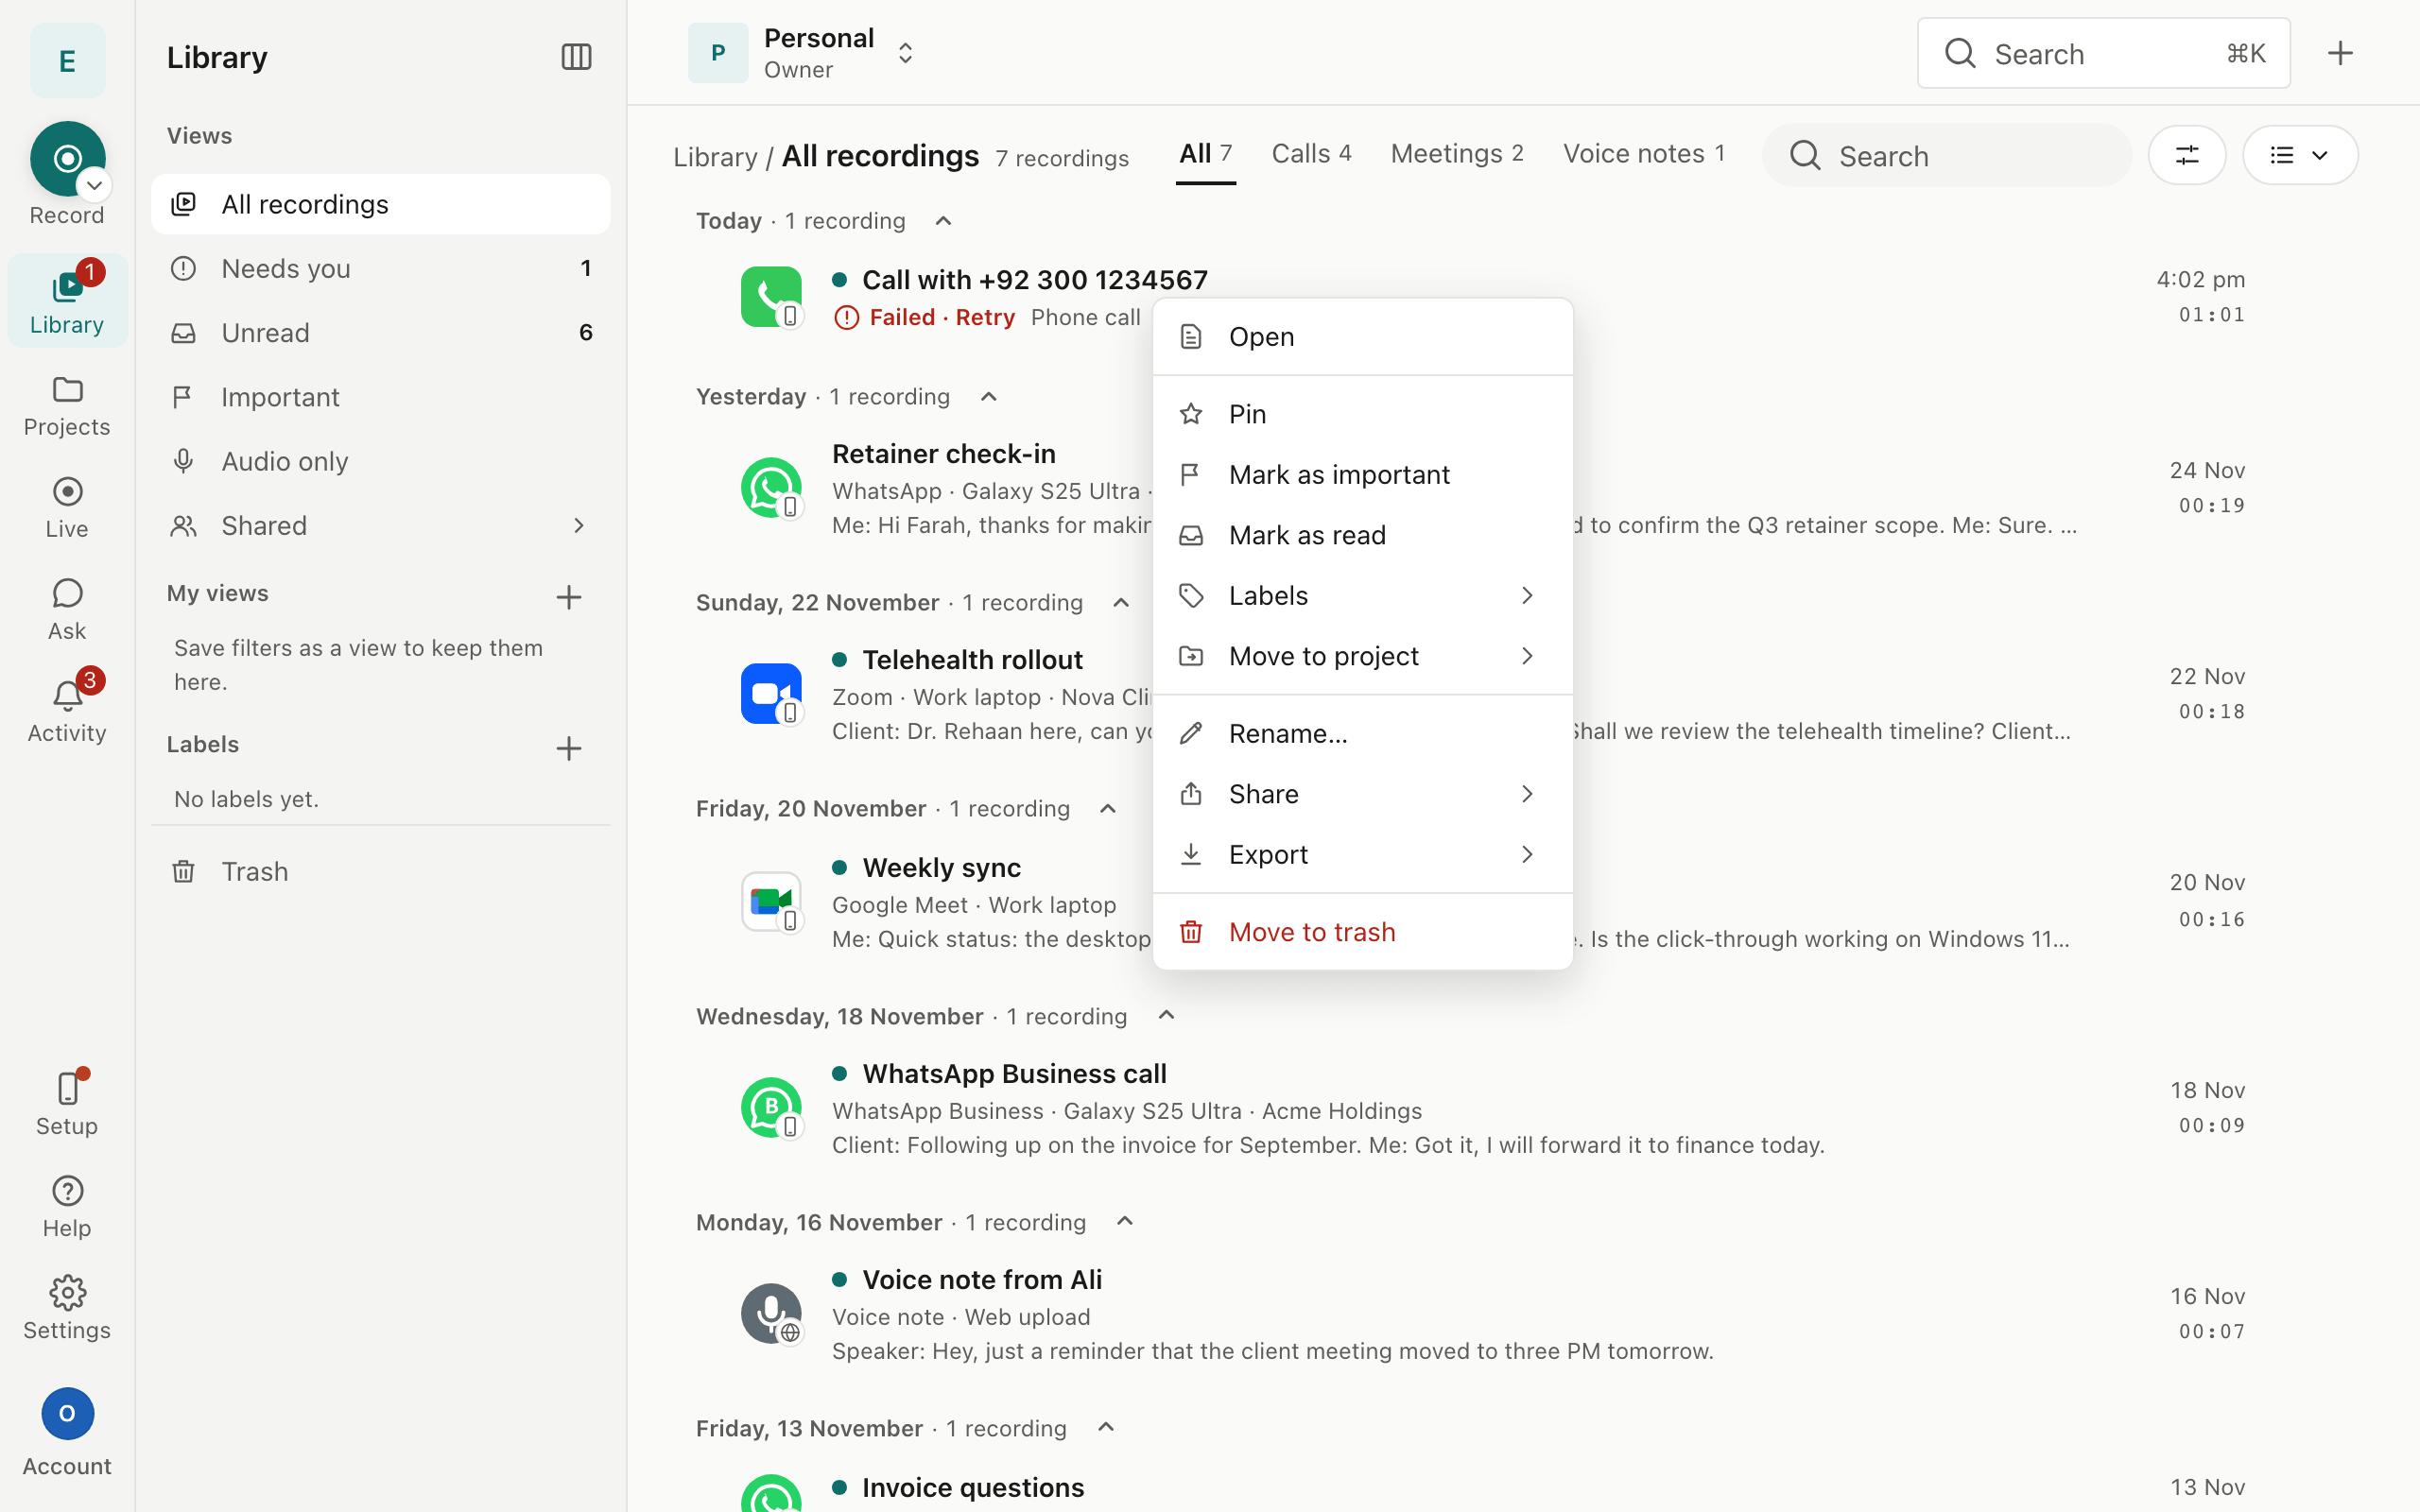 E
Record
1
Library
Projects
Live
Ask
3
Activity
Setup
Help
Settings
O
Account
Library
Views
All recordings
Needs you 1
Unread 6
Important
Audio only
Shared
My views
Save filters as a view to keep them
here.
Labels
No labels yet.
Trash
P
Personal
Owner
Search ⌘K
Library / All recordings 7 recordings
All 7 Calls 4 Meetings 2 Voice notes 1
Search
Today · 1 recording
Call with +92 300 1234567
4:02 pm
Failed · Retry Phone call
01:01
Yesterday · 1 recording
Retainer check-in
24 Nov
WhatsApp · Galaxy S25 Ultra ·
00:19
Me: Hi Farah, thanks for
to confirm the Q3 retainer scope. Me: Sure. ...
Sunday, 22 November · 1 recording
Telehealth rollout
22 Nov
Zoom · Work laptop · Nova
00:18
Client: Dr. Rehaan here, can
we review the telehealth timeline? Client...
Friday, 20 November · 1 recording
Weekly sync
20 Nov
Google Meet · Work laptop
00:16
Me: Quick status: the desktop
. Is the click-through working on Windows 11...
Wednesday, 18 November · 1 recording
B
WhatsApp Business call
18 Nov
WhatsApp Business · Galaxy S25 Ultra · Acme Holdings
00:09
Client: Following up on the invoice for September. Me: Got it, I will forward it to finance today.
Monday, 16 November · 1 recording
Voice note from Ali
16 Nov
Voice note · Web upload
00:07
Speaker: Hey, just a reminder that the client meeting moved to three PM tomorrow.
Friday, 13 November · 1 recording
Invoice questions
13 Nov
Open
Pin
Mark as important
Mark as read
Labels
Move to project
Rename...
Share
Export
Move to trash